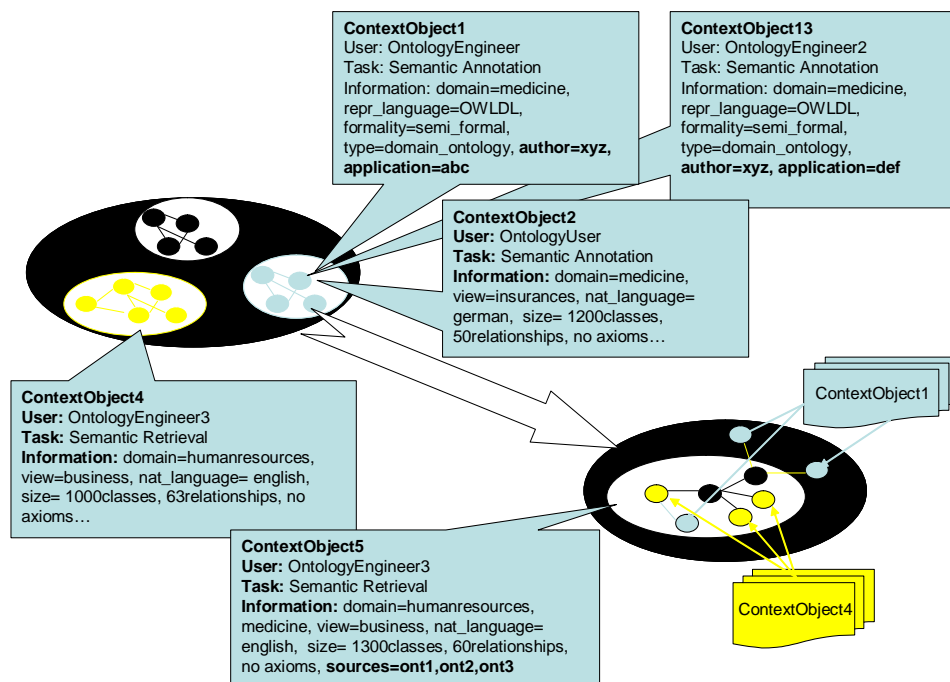 ContextObject1
User: OntologyEngineer
Task: Semantic Annotation
Information: domain=medicine,
repr_language=OWLDL,
formality=semi_formal,
type=domain_ontology, author=xyz,
application=abc
ContextObject13
User: OntologyEngineer2
Task: Semantic Annotation
Information: domain=medicine,
repr_language=OWLDL,
formality=semi_formal,
type=domain_ontology,
author=xyz, application=def
ContextObject2
User: OntologyUser
Task: Semantic Annotation
Information: domain=medicine,
view=insurances, nat_language=
german, size= 1200classes,
50relationships, no axioms…
ContextObject4
User: OntologyEngineer3
Task: Semantic Retrieval
Information: domain=humanresources,
view=business, nat_language= english,
size= 1000classes, 63relationships, no
axioms…
ContextObject1
ContextObject5
User: OntologyEngineer3
Task: Semantic Retrieval
Information: domain=humanresources,
medicine, view=business, nat_language=
english, size= 1300classes, 60relationships,
no axioms, sources=ont1,ont2,ont3
ContextObject4